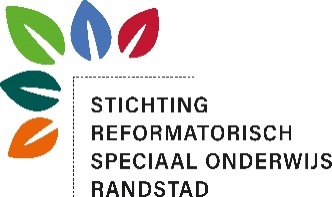 STICHTING
REFORMATORISCH
SPECIAAL ONDERWIJS
RANDSTAD